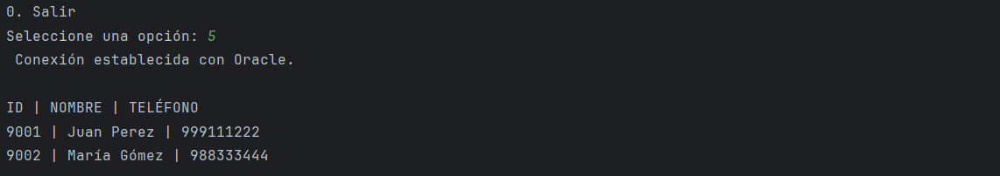 0. Salir
Seleccione una opción: 5
Conexión establecida con Oracle.
ID | NOMBRE | TELÉFONO
9001 | Juan Perez | 999111222
9002 | María Gómez | 988333444